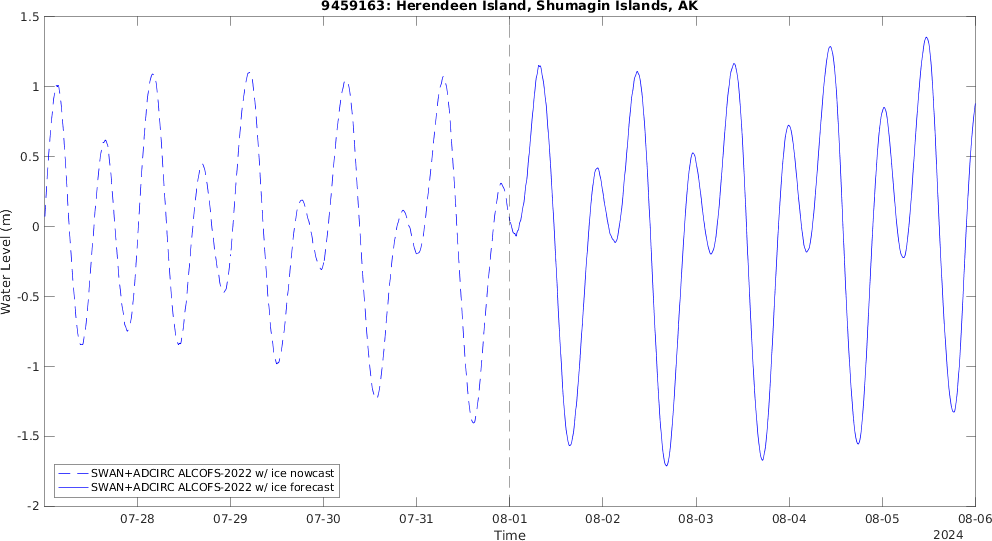 9459163: Herendeen Island, Shumagin Islands, AK
Water Level (m)
1.5
1
0.5
0
-0.5
-1
-1.5
-2
SWAN+ADCIRC ALCOFS-2022 w/ ice nowcast
SWAN+ADCIRC ALCOFS-2022 w/ ice forecast
07-28 07-29 07-30 07-31 08-01 08-02 08-03 08-04 08-05 08-06
Time
2024